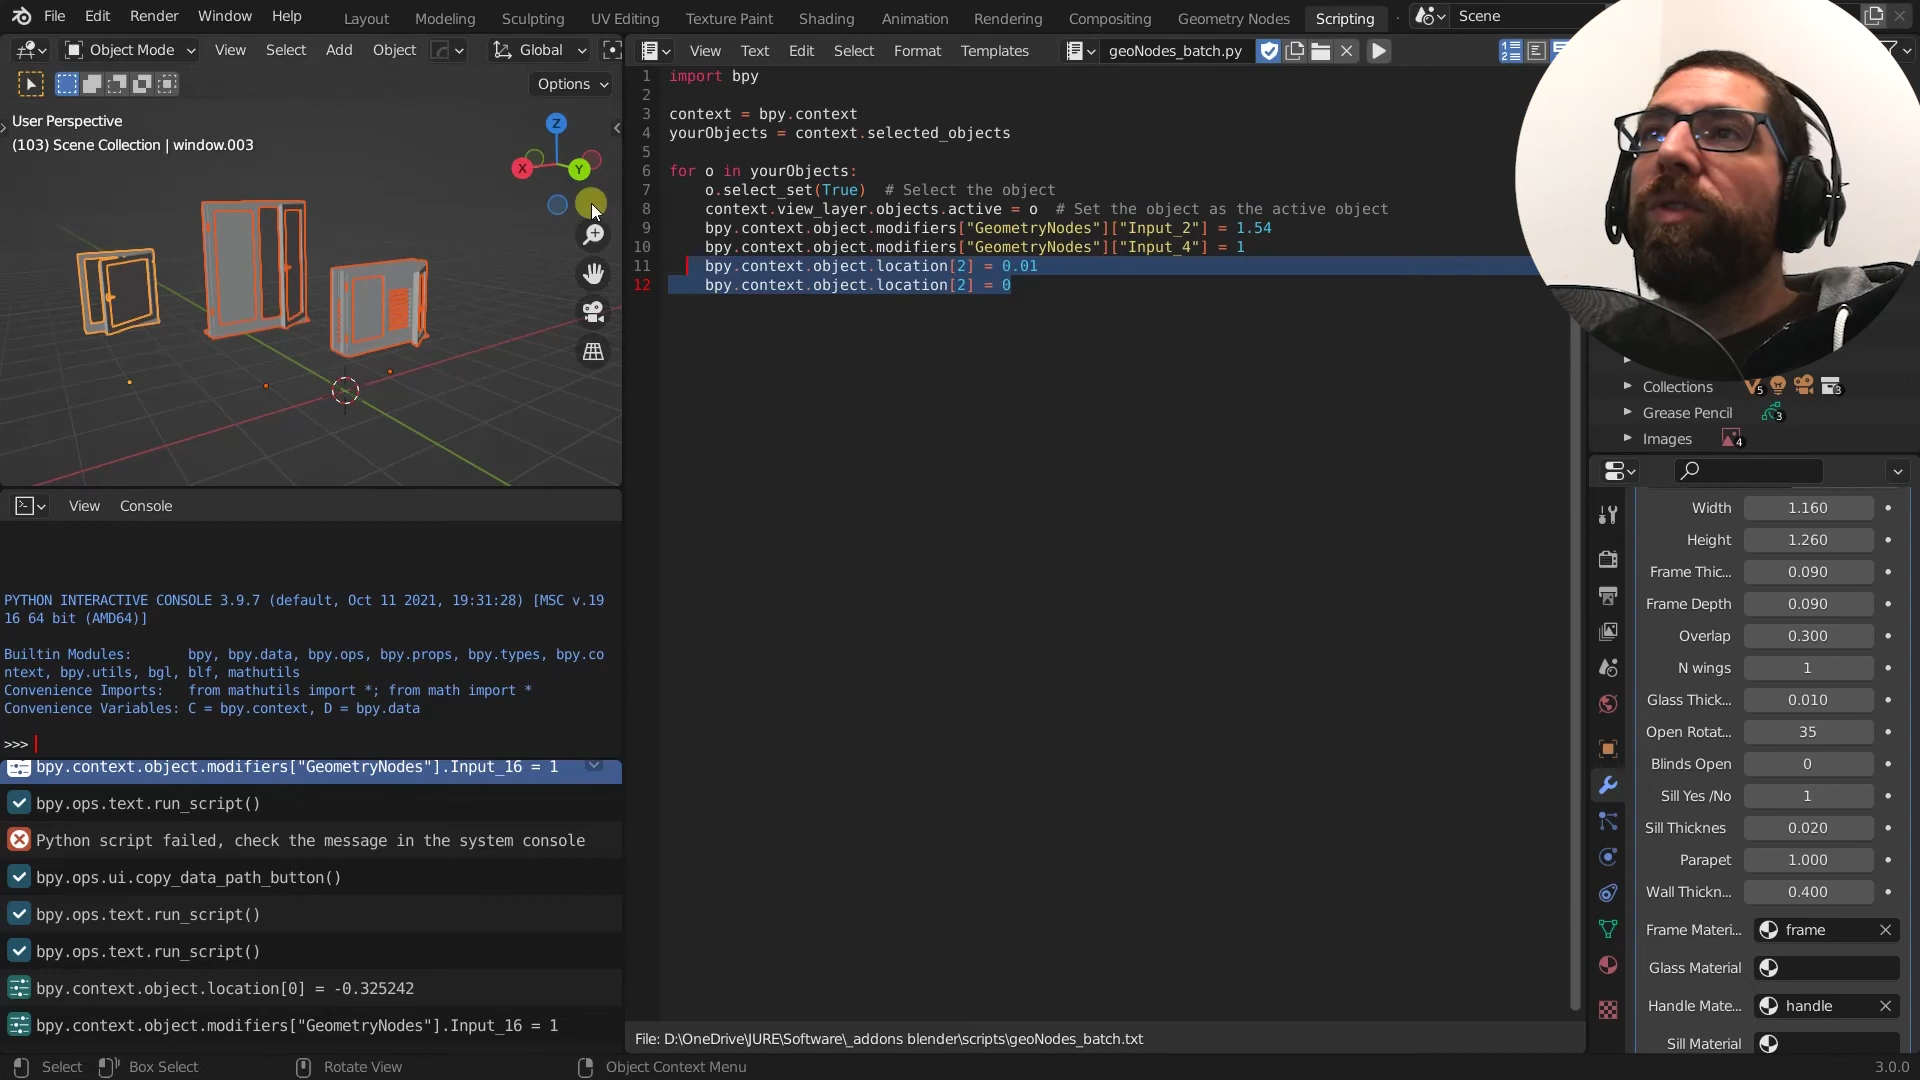 File Edit Render Window Help Layout Modeling Sculpting UV Editing Texture Paint Shading Animation Rendering Compositing Geometry Nodes Scripting Scene
Object Mode View Select Add Object Global
Options
User Perspective
(103) Scene Collection | window.003
Z
X
Y
View Text Edit Select Format Templates geoNodes_batch.py
1 import bpy
2
3 context = bpy.context
4 yourObjects = context.selected_objects
5
6 for o in yourObjects:
7 o.select_set(True) # Select the object
8 context.view_layer.objects.active = o # Set the object as the active object
9 bpy.context.object.modifiers["GeometryNodes"]["Input_2"] = 1.54
10 bpy.context.object.modifiers["GeometryNodes"]["Input_4"] = 1
11 bpy.context.object.location[2] = 0.01
12 bpy.context.object.location[2] = 0
File: D:\OneDrive\JURE\Software\_addons blender\scripts\geoNodes_batch.txt
View Console
PYTHON INTERACTIVE CONSOLE 3.9.7 (default, Oct 11 2021, 19:31:28) [MSC v.19
16 64 bit (AMD64)]
Builtin Modules: bpy, bpy.data, bpy.ops, bpy.props, bpy.types, bpy.co
ntext, bpy.utils, bgl, blf, mathutils
Convenience Imports: from mathutils import *; from math import *
Convenience Variables: C = bpy.context, D = bpy.data
>>>
bpy.context.object.modifiers["GeometryNodes"].Input_16 = 1
bpy.ops.text.run_script()
Python script failed, check the message in the system console
bpy.ops.ui.copy_data_path_button()
bpy.ops.text.run_script()
bpy.ops.text.run_script()
bpy.context.object.location[0] = -0.325242
bpy.context.object.modifiers["GeometryNodes"].Input_16 = 1
Collections 5 3
Grease Pencil 3
Images 4
Width 1.160
Height 1.260
Frame Thic... 0.090
Frame Depth 0.090
Overlap 0.300
N wings 1
Glass Thick... 0.010
Open Rotat... 35
Blinds Open 0
Sill Yes /No 1
Sill Thicknes 0.020
Parapet 1.000
Wall Thickn... 0.400
Frame Materi... frame
Glass Material
Handle Mate... handle
Sill Material
Select Box Select Rotate View Object Context Menu 3.0.0